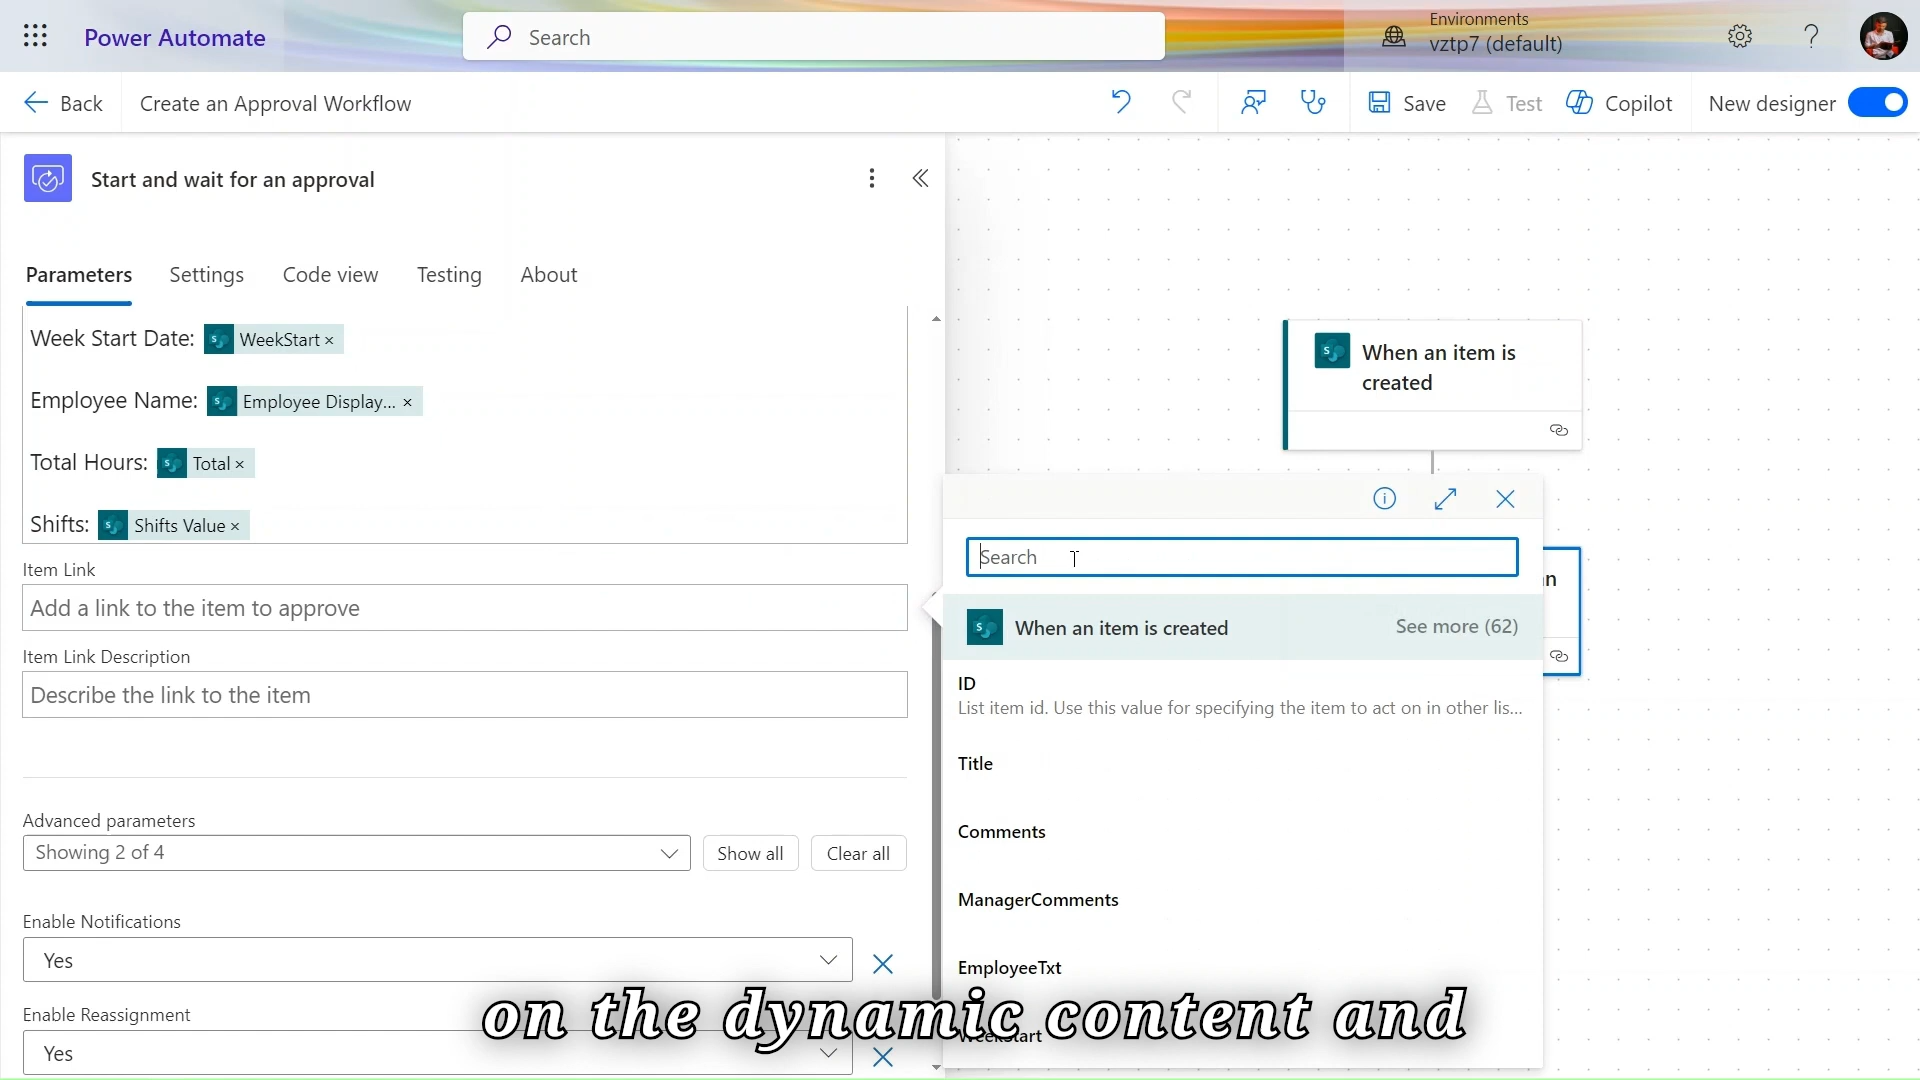 Power Automate
Search
Environments
vztp7 (default)
Back
Create an Approval Workflow
Save
Test
Copilot
New designer
Start and wait for an approval
Parameters
Settings
Code view
Testing
About
Week Start Date: WeekStart ×
Employee Name: Employee Display... ×
Total Hours: Total ×
Shifts: Shifts Value ×
Item Link
Add a link to the item to approve
Item Link Description
Describe the link to the item
Advanced parameters
Showing 2 of 4
Show all
Clear all
Enable Notifications
Yes
Enable Reassignment
Yes
When an item is
created
Search
When an item is created
See more (62)
ID
List item id. Use this value for specifying the item to act on in other lis...
Title
Comments
ManagerComments
EmployeeTxt
WeekStart
on the dynamic content and